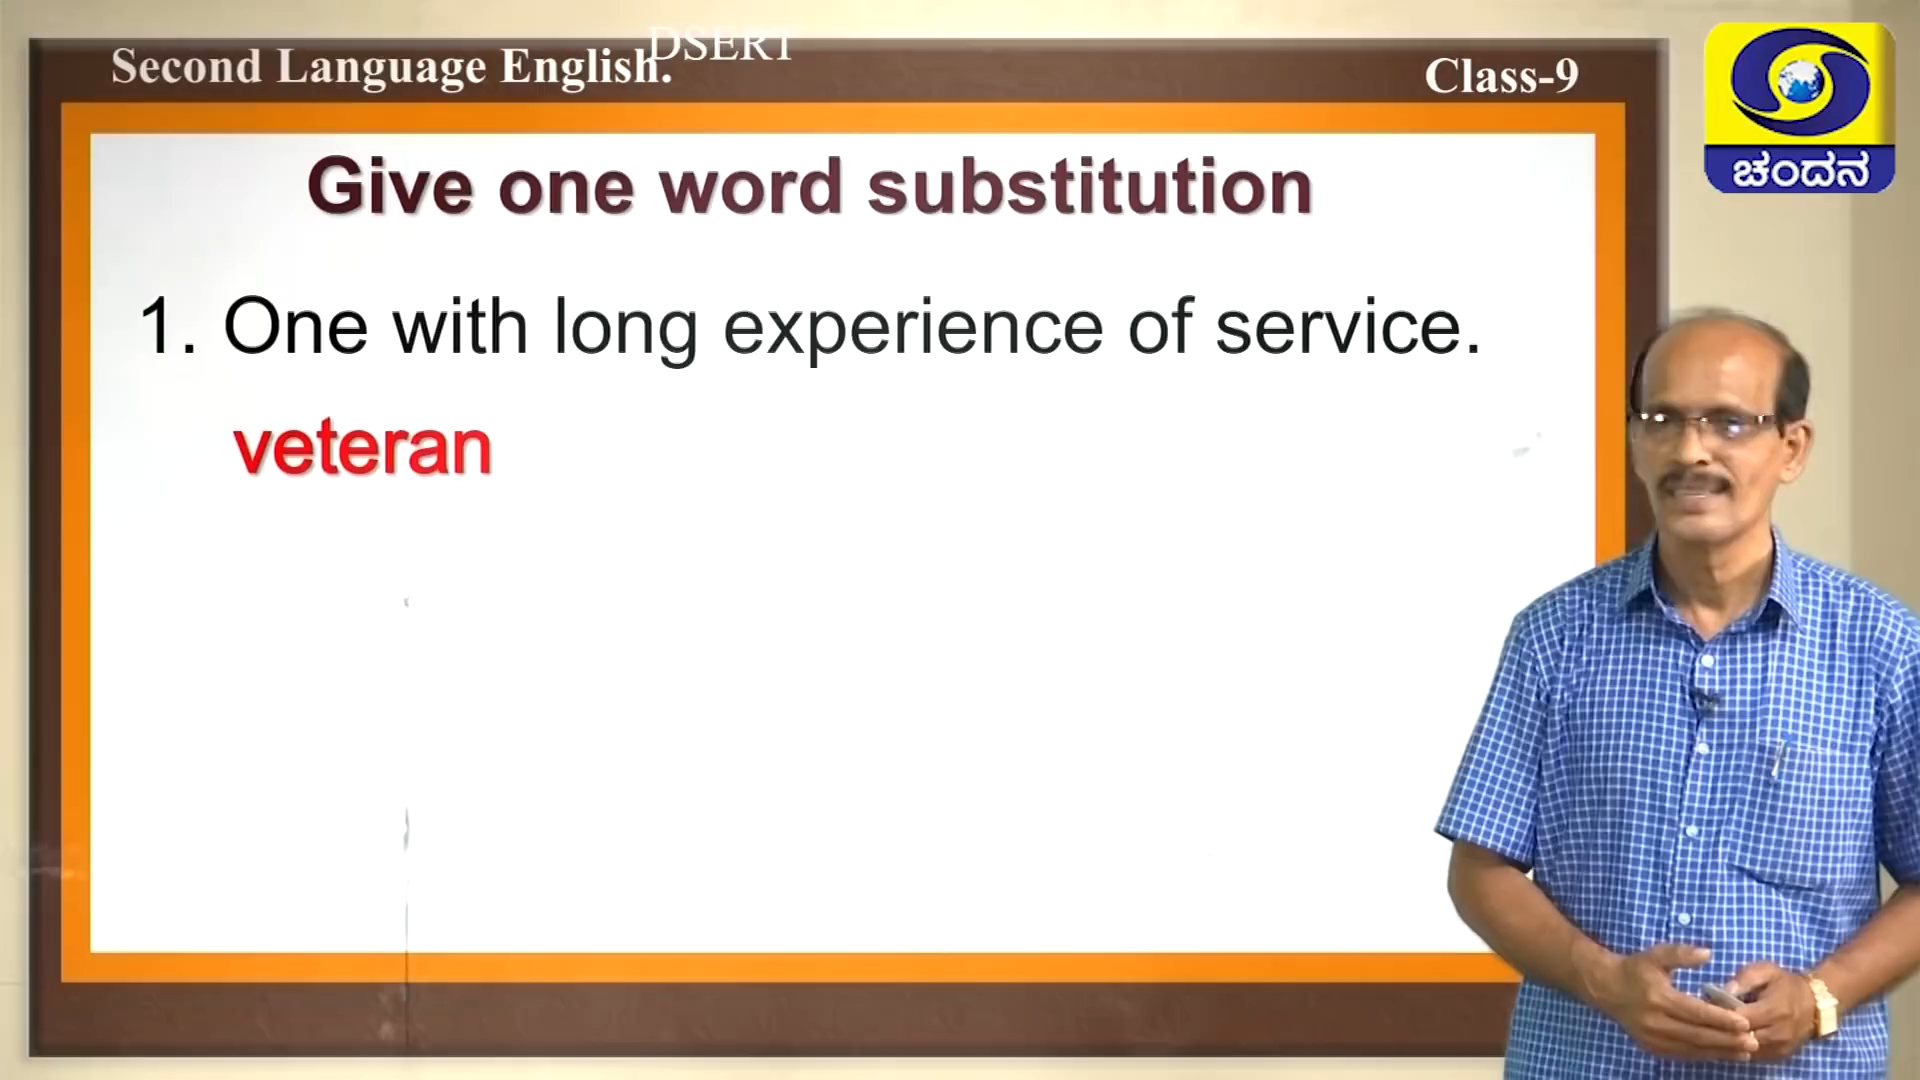 DSERT
Second Language English.
Class-9
ಚಂದನ
Give one word substitution
1. One with long experience of service.
veteran